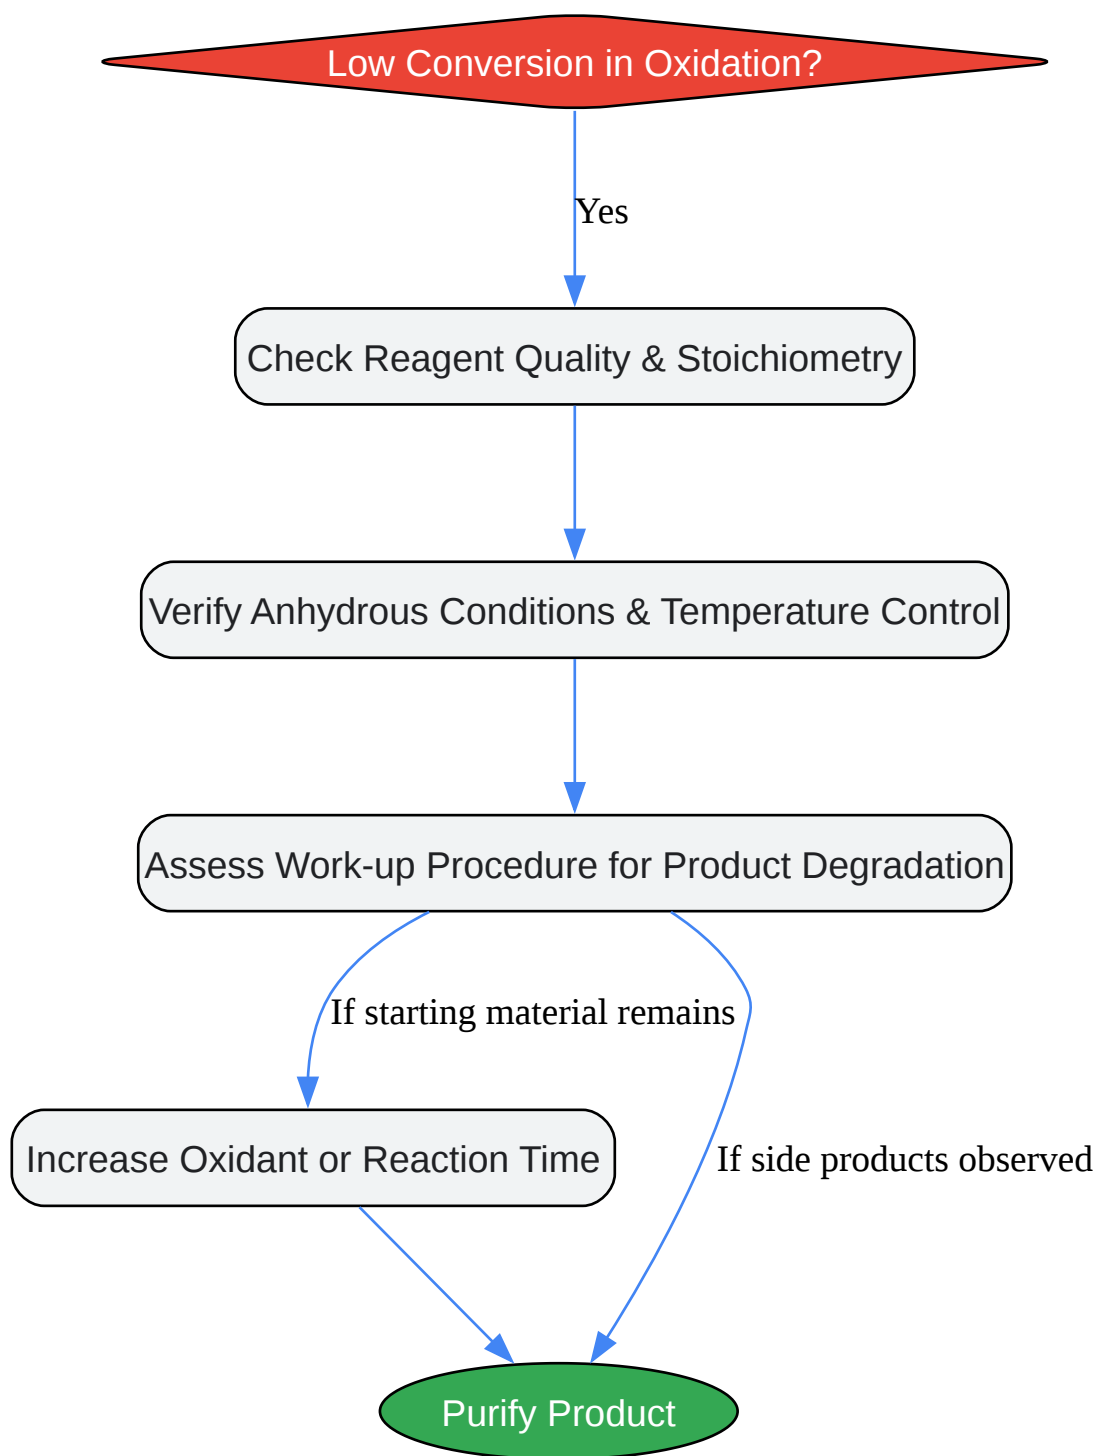 Low Conversion in Oxidation?
Yes
Check Reagent Quality & Stoichiometry
Verify Anhydrous Conditions & Temperature Control
Assess Work-up Procedure for Product Degradation
If starting material remains
Increase Oxidant or Reaction Time
If side products observed
Purify Product